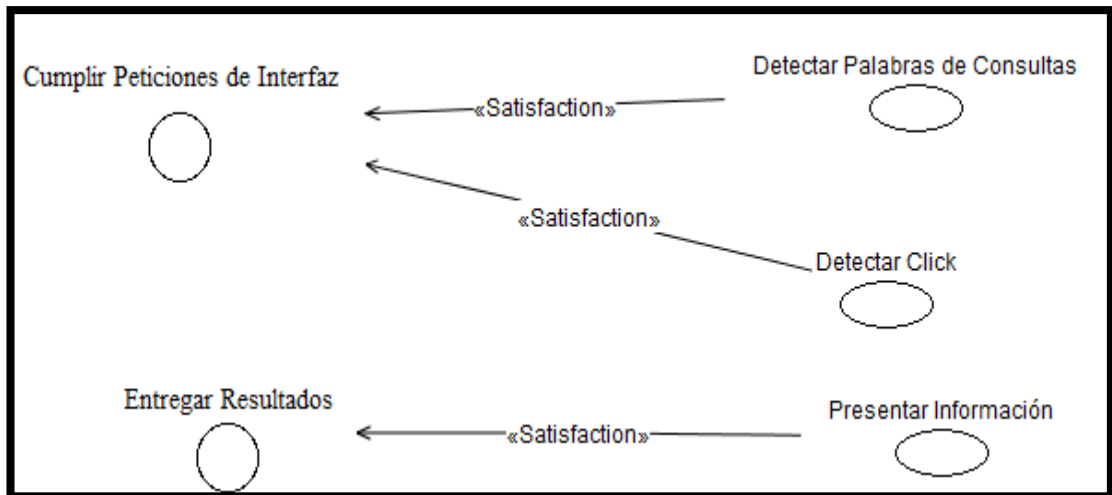 Cumplir Peticiones de Interfaz
Detectar Palabras de Consultas
«Satisfaction»
«Satisfaction»
Detectar Click
Entregar Resultados
Presentar Información
«Satisfaction»